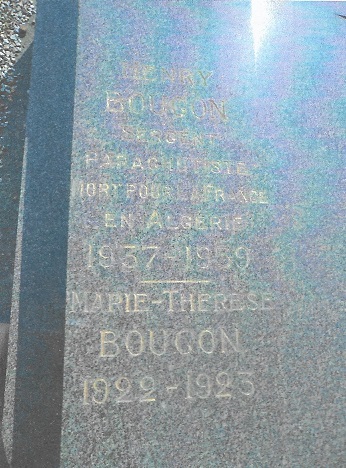 HENRY
BOUGON
SERGENT
PARACHUTISTE
MORT POUR LA FRANCE
EN ALGÉRIE
1937-1959
MARIE-THÉRÈSE
BOUGON
1922-1923